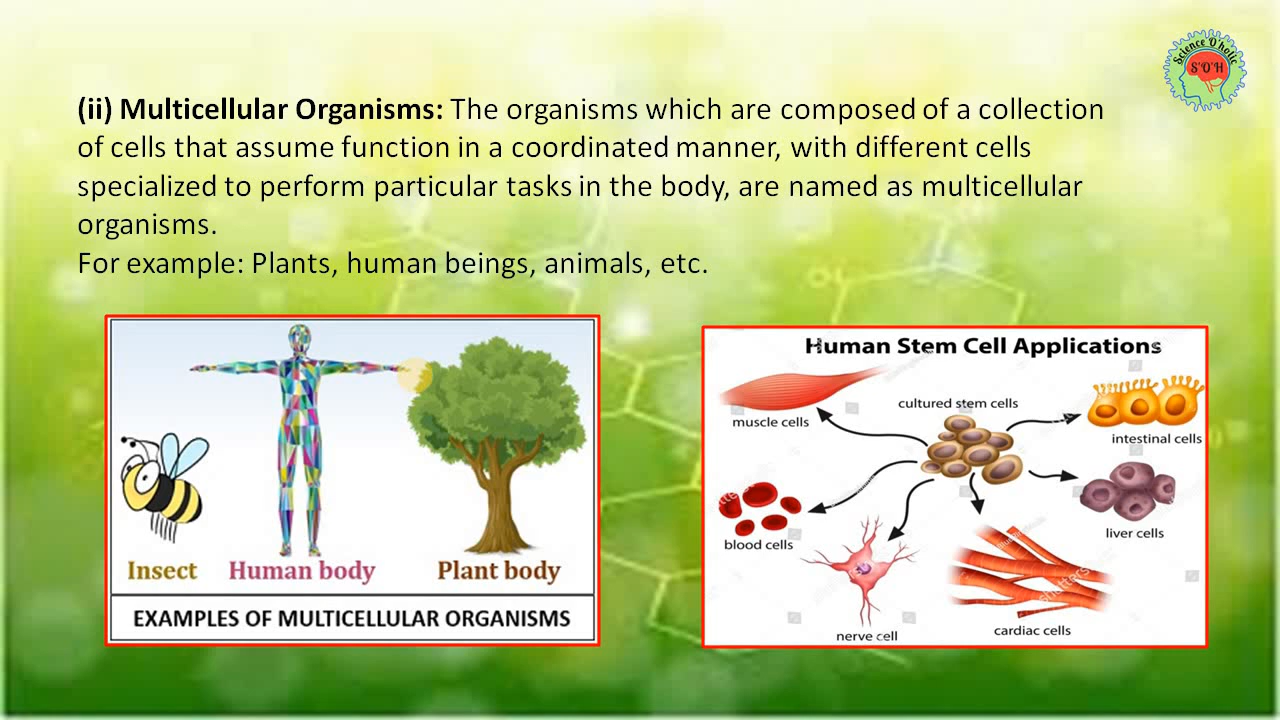 Science O'holic
S'O'H
(ii) Multicellular Organisms: The organisms which are composed of a collection
of cells that assume function in a coordinated manner, with different cells
specialized to perform particular tasks in the body, are named as multicellular
organisms.
For example: Plants, human beings, animals, etc.
Insect
Human body
Plant body
EXAMPLES OF MULTICELLULAR ORGANISMS
Human Stem Cell Applications
cultured stem cells
muscle cells
intestinal cells
blood cells
liver cells
nerve cell
cardiac cells